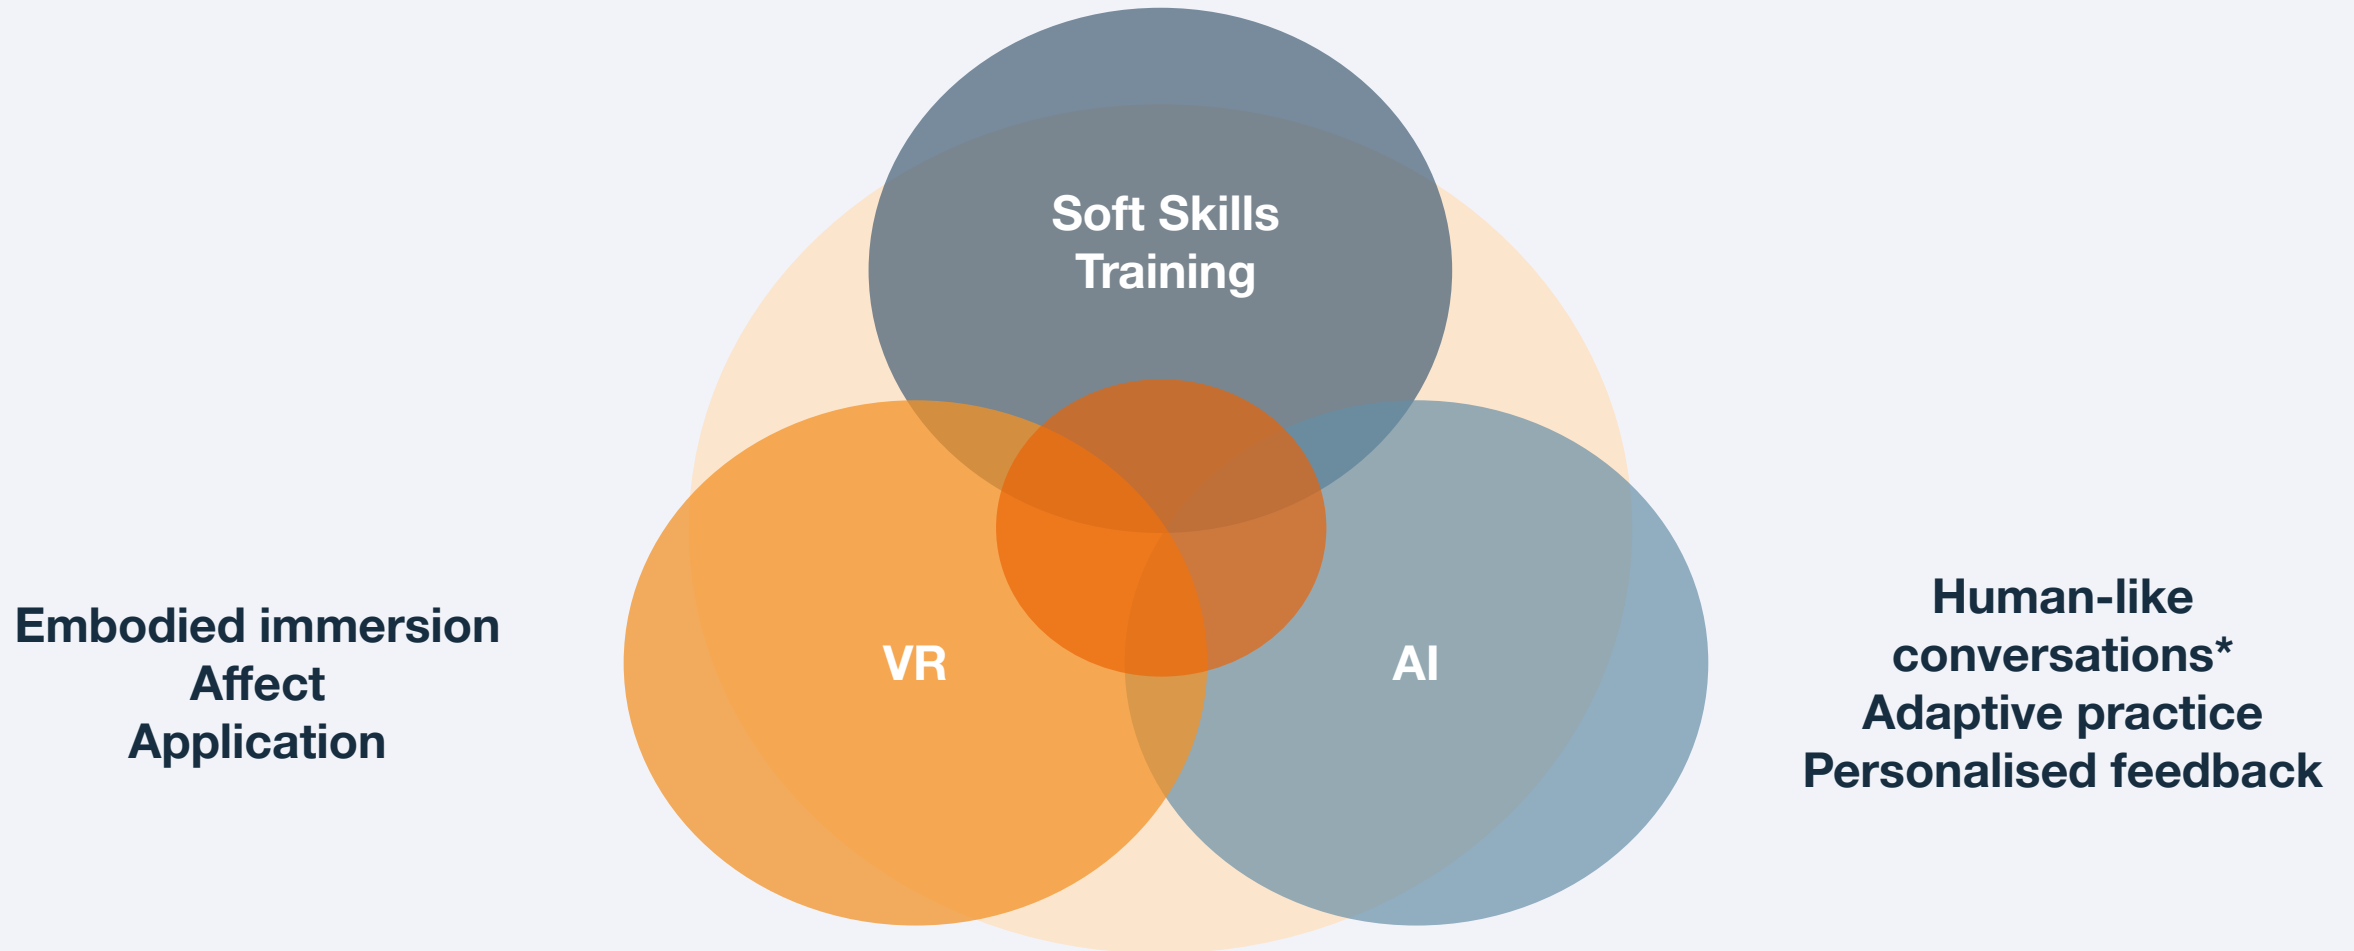 Soft Skills
Training
VR
AI
Embodied immersion
Affect
Application
Human-like
conversations*
Adaptive practice
Personalised feedback